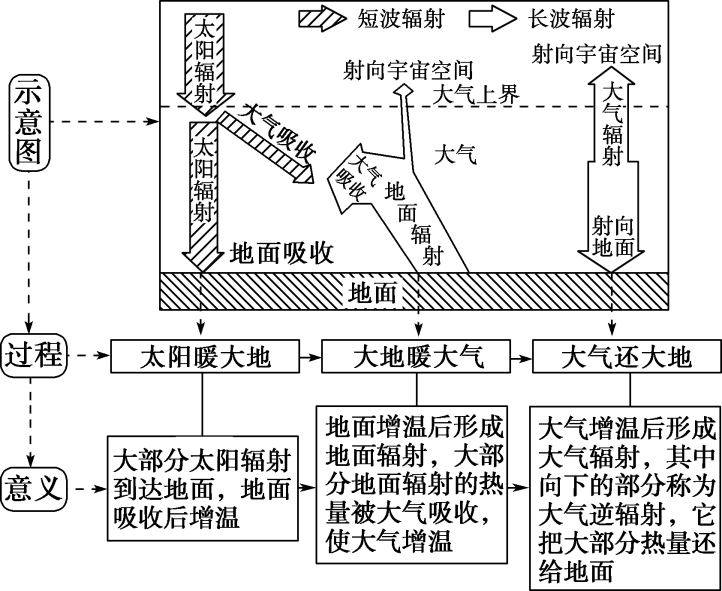 短波辐射
长波辐射
太阳辐射
射向宇宙空间
射向宇宙空间
大气上界
示意图
大气吸收
太阳辐射
大气
大气辐射
大气吸收
地面辐射
射向
地面
地面吸收
地面
过程
太阳暖大地
大地暖大气
大气还大地
意义
大部分太阳辐射
到达地面，地面
吸收后增温
地面增温后形成
地面辐射，大部
分地面辐射的热
量被大气吸收，
使大气增温
大气增温后形成
大气辐射，其中
向下的部分称为
大气逆辐射，它
把大部分热量还
给地面